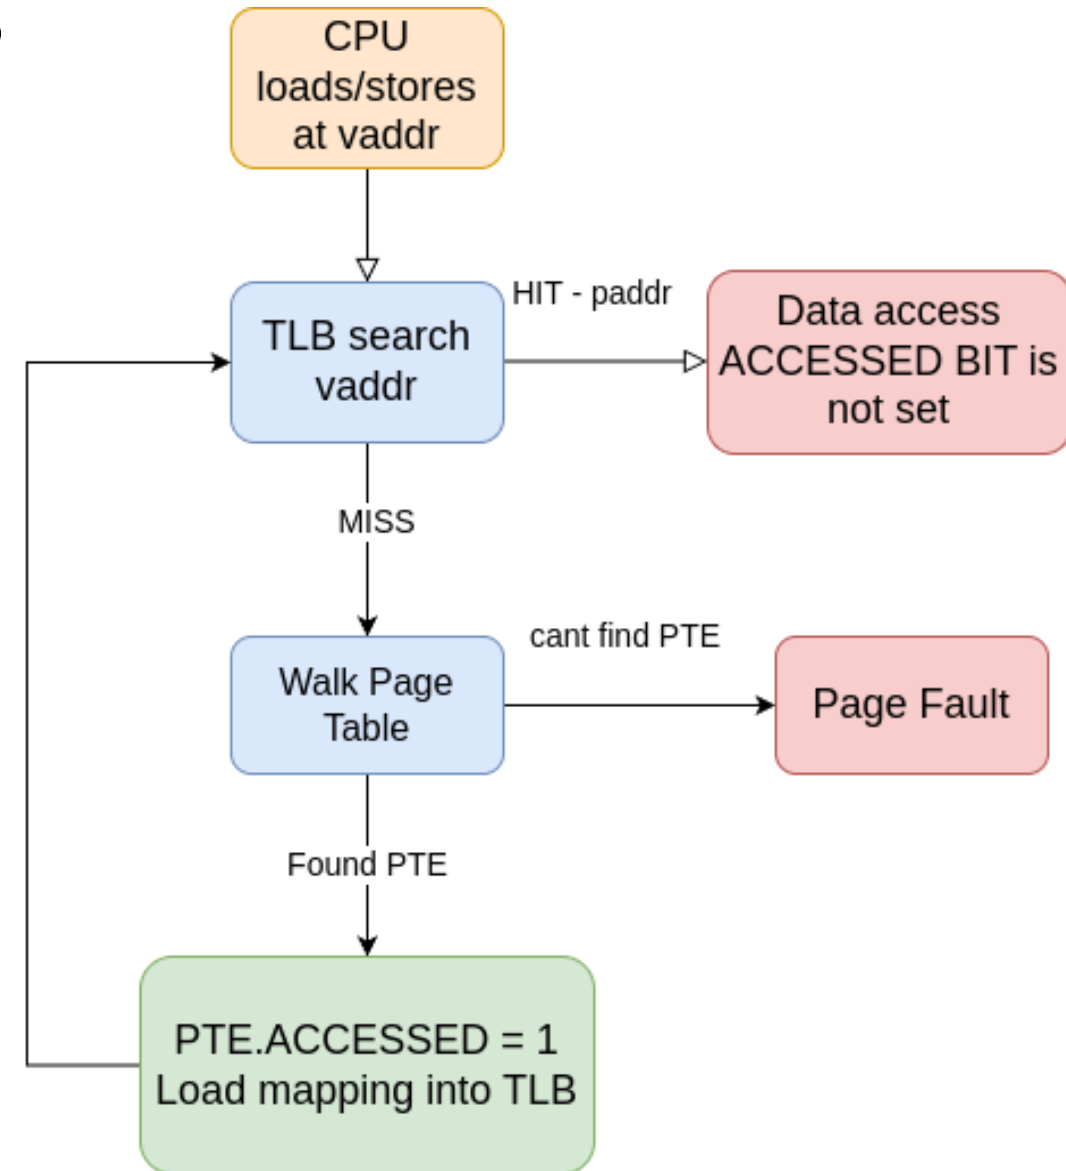 CPU
loads/stores
at vaddr
TLB search
vaddr
HIT - paddr
Data access
ACCESSED BIT is
not set
MISS
Walk Page
Table
cant find PTE
Page Fault
Found PTE
PTE.ACCESSED = 1
Load mapping into TLB